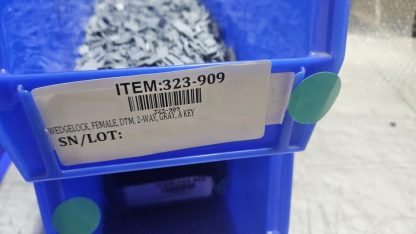 ITEM:323-909
323-909
WEDGELOCK, FEMALE, DTM, 2-WAY, GRAY, A KEY
SN/LOT: